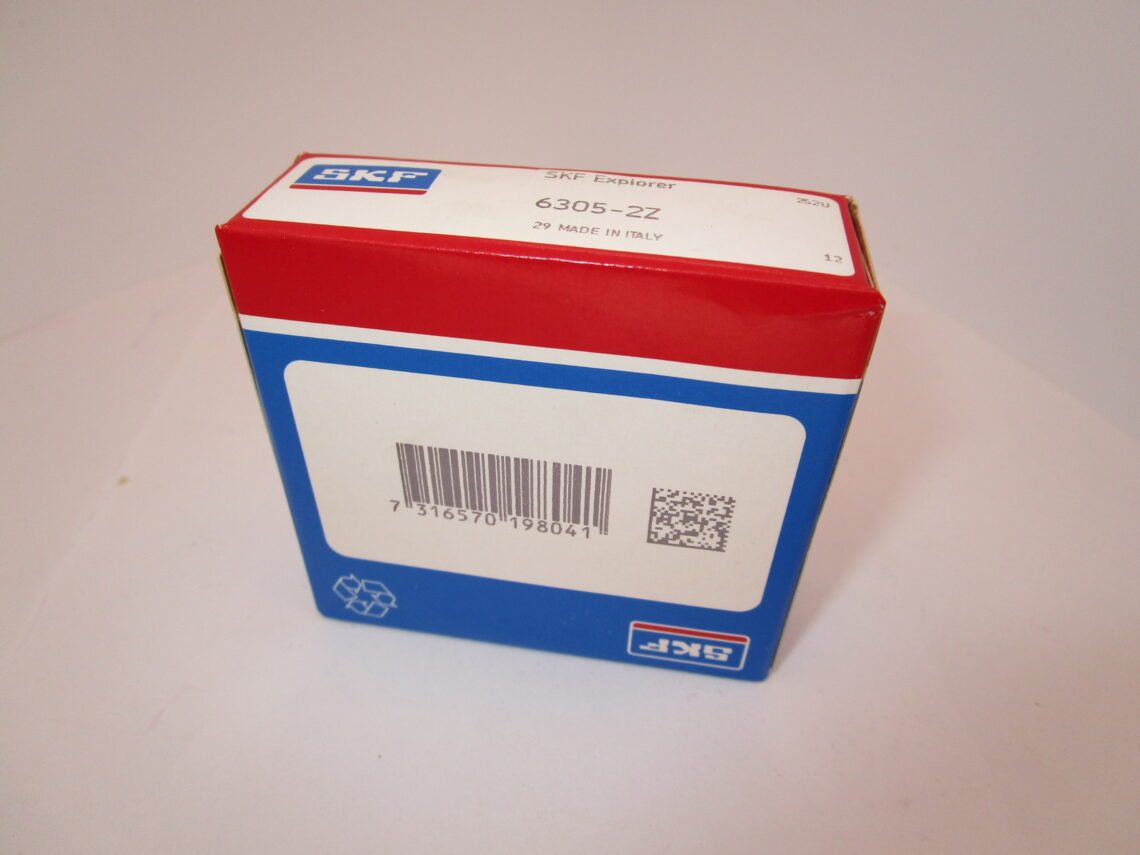 SKF
SKF Explorer
6305-2Z
29 MADE IN ITALY
252U
12
7 316570 198041
SKF